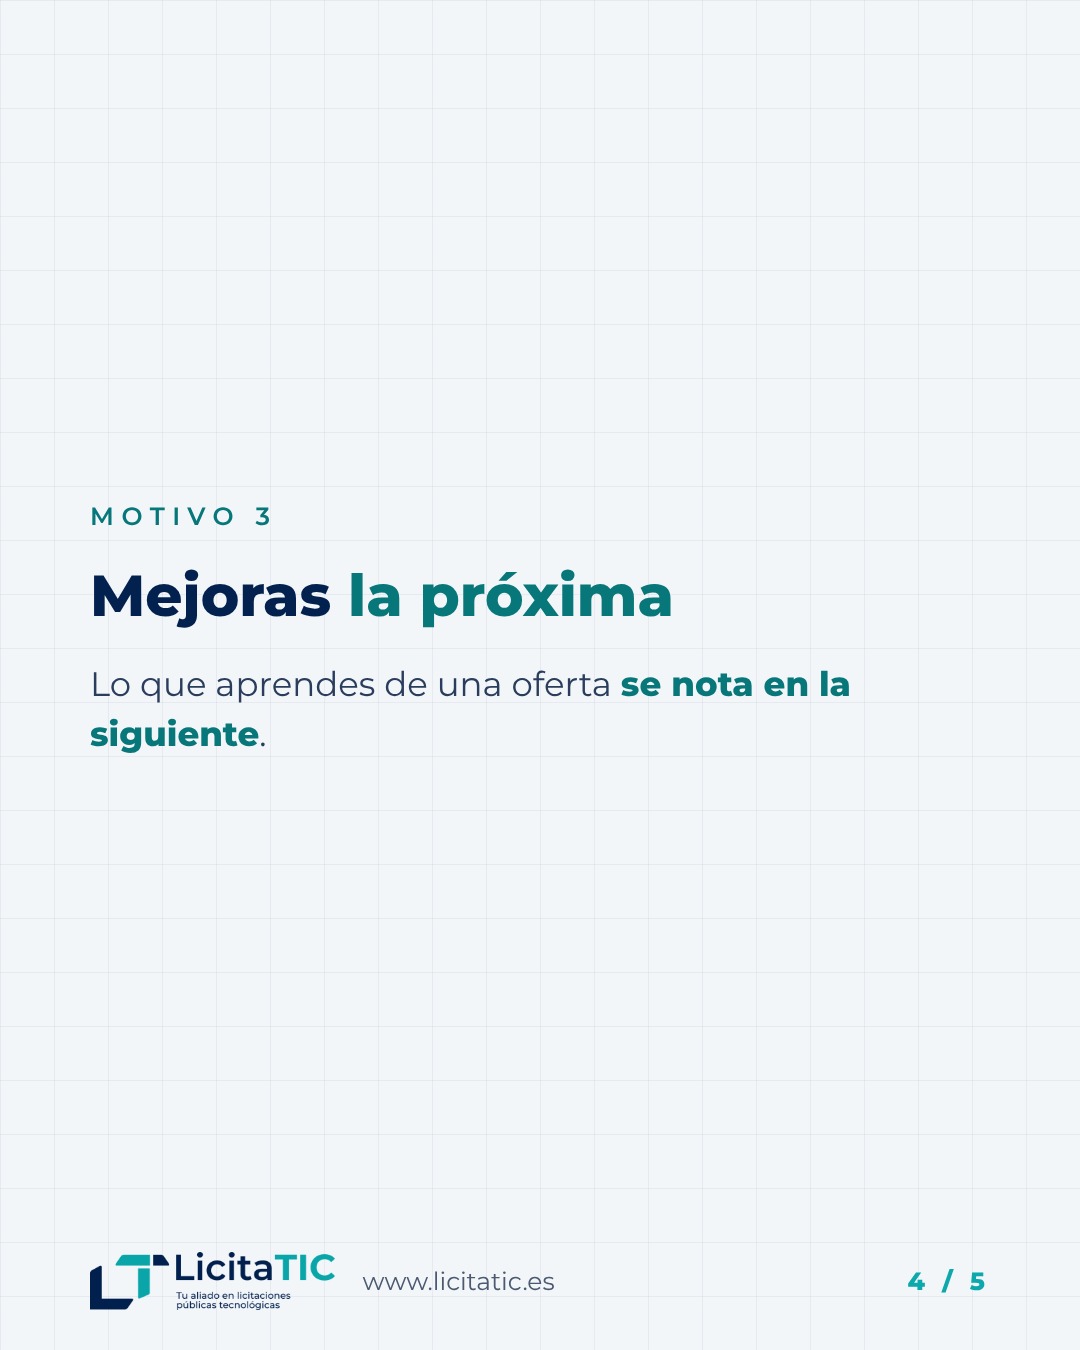 MOTIVO 3
Mejoras la próxima
Lo que aprendes de una oferta se nota en la
siguiente.
LicitaTIC
Tu aliado en licitaciones
públicas tecnológicas
www.licitatic.es
4 / 5